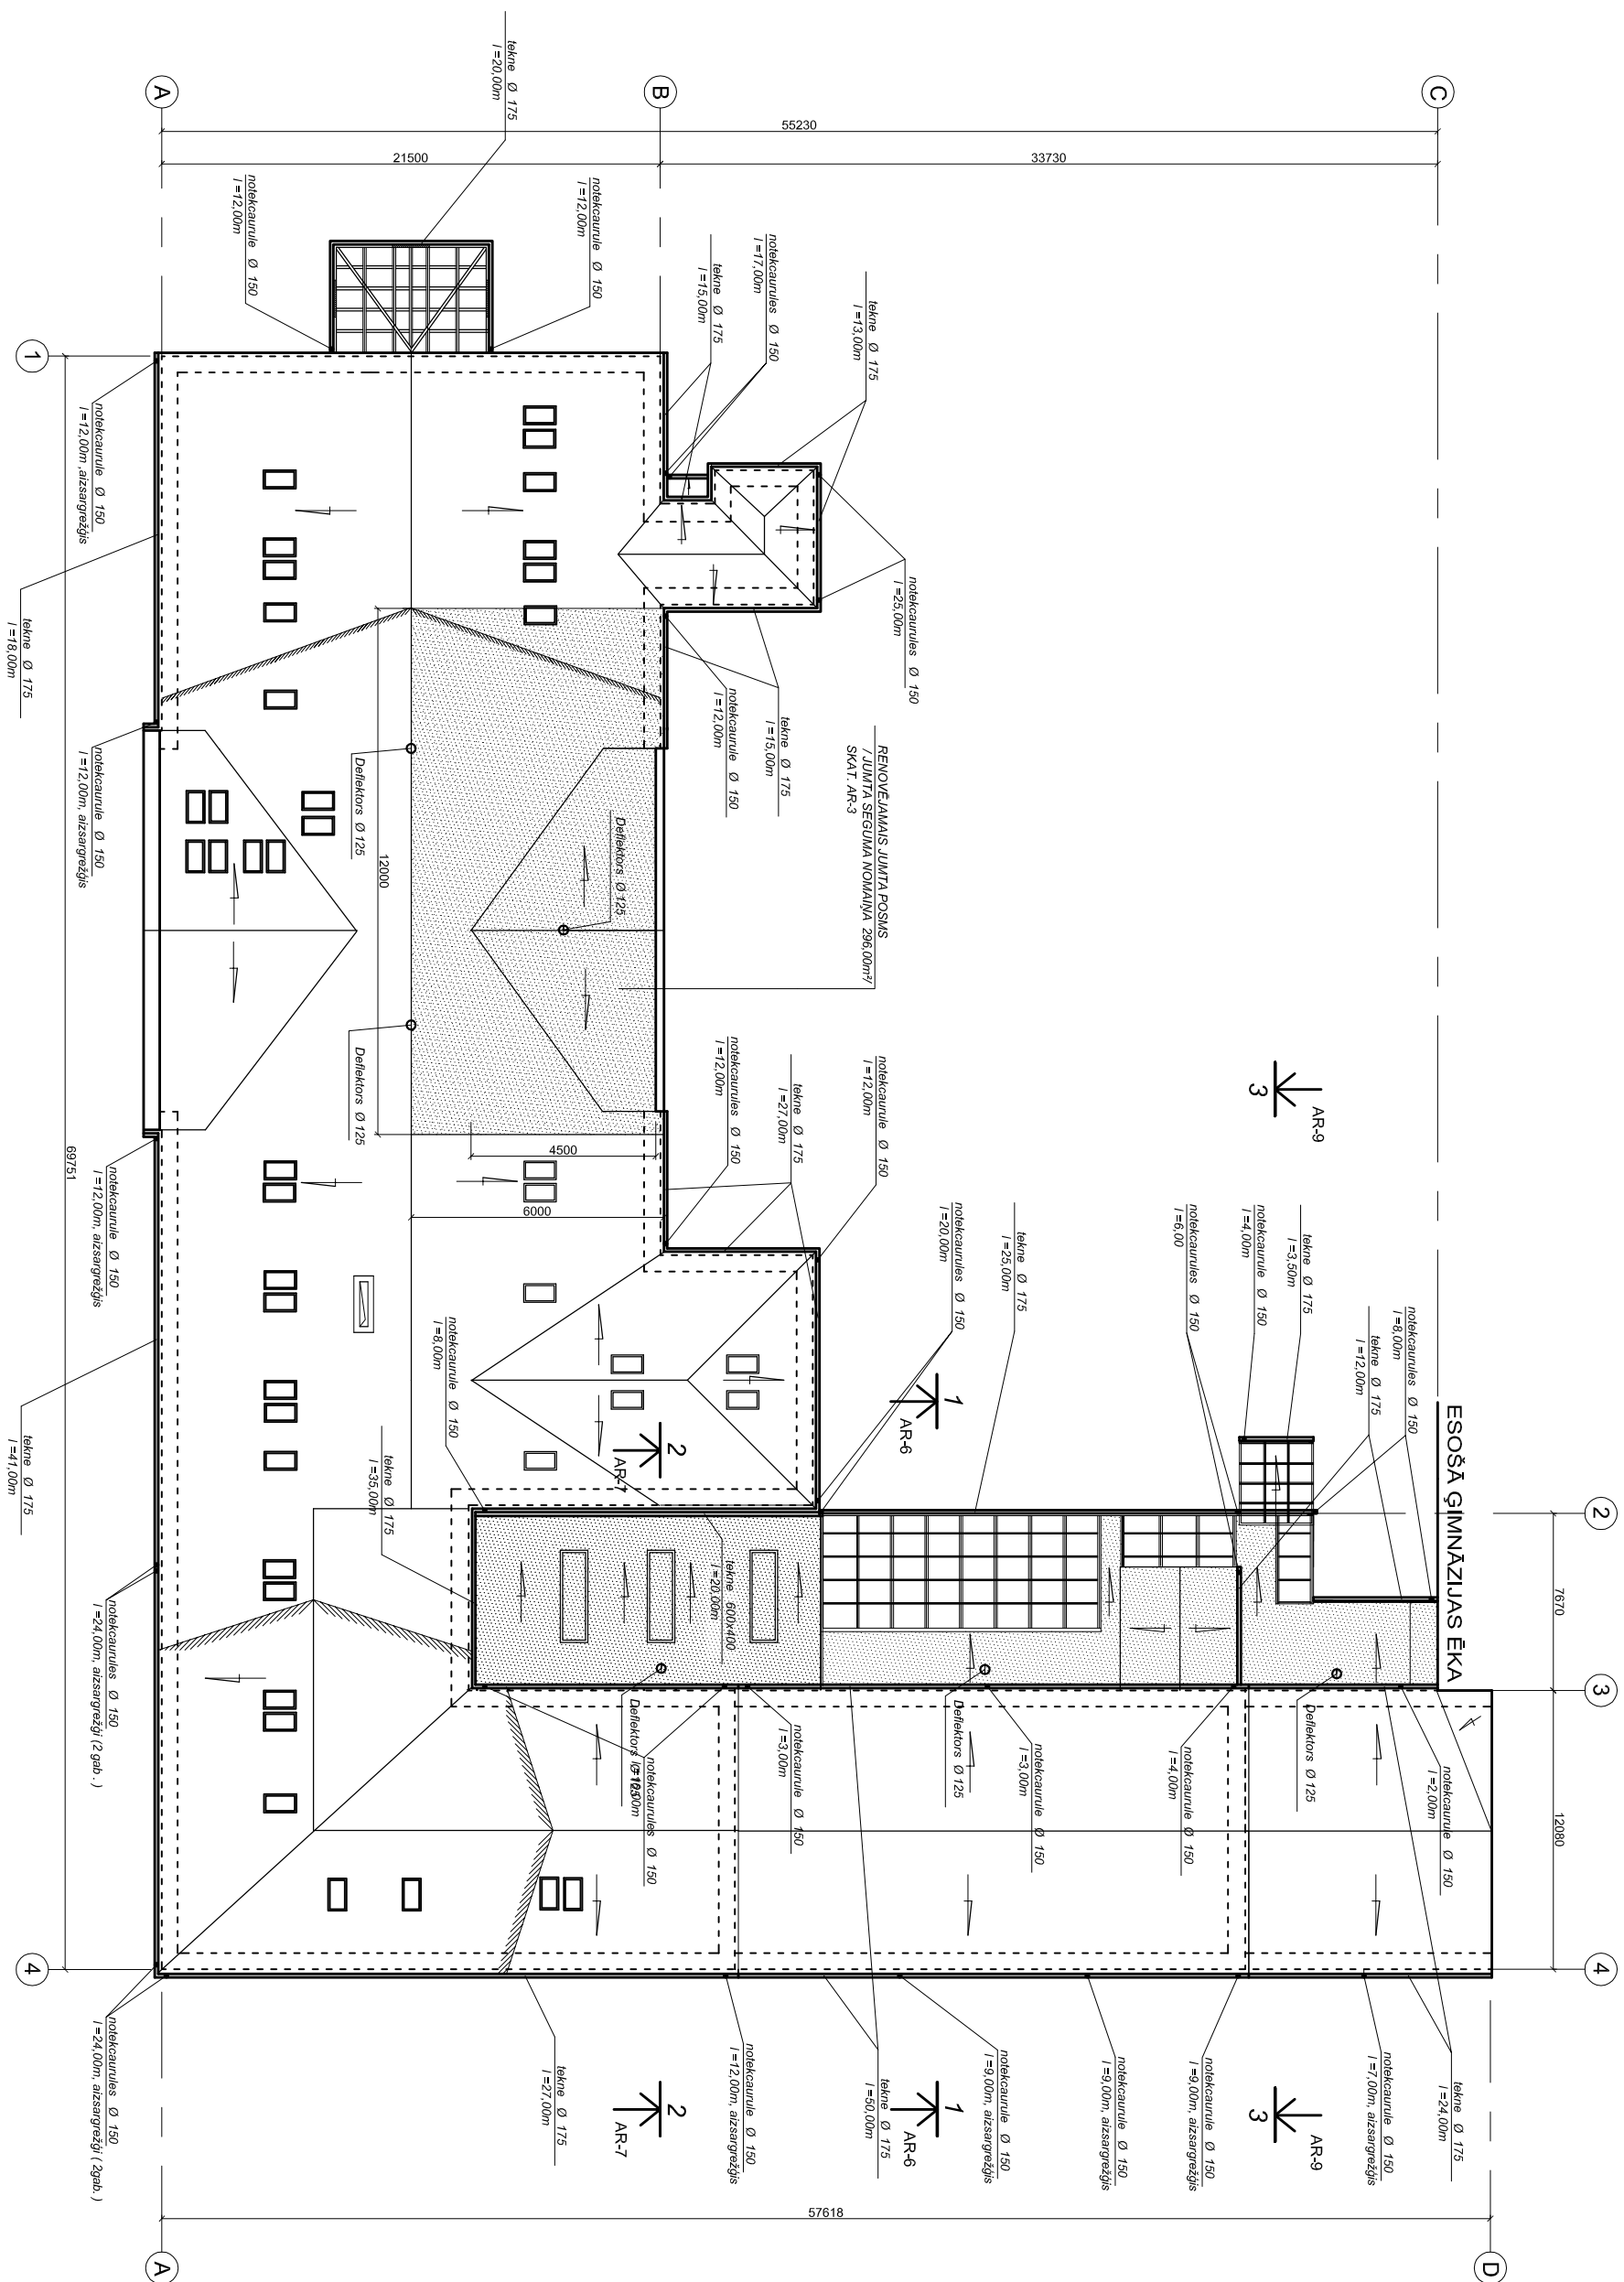 tekne Ø 175
l =20,00m
A
B
C
55230
21500
33730
notekcaurule Ø 150
l =12,00m
notekcaurule Ø 150
l =12,00m
tekne Ø 175
l =15,00m
notekcaurules Ø 150
l =17,00m
tekne Ø 175
l =13,00m
1
notekcaurule Ø 150
l =12,00m ,aizsargrežģis
tekne Ø 175
l =18,00m
notekcaurules Ø 150
l =25,00m
notekcaurule Ø 150
l =12,00m
tekne Ø 175
l =15,00m
RENOVĒJAMAIS JUMTA POSMS
/ JUMTA SEGUMA NOMAIŅA 296,00m²/
SKAT. AR-3
notekcaurule Ø 150
l =12,00m, aizsargrežģis
Deflektors Ø 125
12000
Deflektors Ø 125
Deflektors Ø 125
69751
4500
6000
notekcaurules Ø 150
l =12,00m
tekne Ø 175
l =27,00m
notekcaurule Ø 150
l =12,00m
3
AR-9
notekcaurule Ø 150
l =12,00m, aizsargrežģis
tekne Ø 175
l =41,00m
notekcaurules Ø 150
l =20,00m
tekne Ø 175
l =25,00m
notekcaurules Ø 150
l =6,00
notekcaurule Ø 150
l =4,00m
tekne Ø 175
l =3,50m
tekne Ø 175
l =12,00m
notekcaurules Ø 150
l =8,00m
ESOŠĀ ĢIMNĀZIJAS ĒKA
notekcaurule Ø 150
l =8,00m
tekne Ø 175
l =35,00m
2
AR-7
1
AR-6
2
7670
3
12080
4
tekne 600x400
l =20,00m
notekcaurules Ø 150
l =24,00m, aizsargrežģi (2 gab. )
Deflektors Ø 125
notekcaurules Ø 150
l =10,00m
notekcaurule Ø 150
l =3,00m
Deflektors Ø 125
notekcaurule Ø 150
l =3,00m
notekcaurule Ø 150
l =4,00m
Deflektors Ø 125
notekcaurule Ø 150
l =2,00m
4
notekcaurules Ø 150
l =24,00m, aizsargrežģi ( 2gab. )
tekne Ø 175
l =27,00m
2
AR-7
notekcaurule Ø 150
l =12,00m, aizsargrežģis
tekne Ø 175
l =50,00m
1
AR-6
notekcaurule Ø 150
l =9,00m, aizsargrežģis
notekcaurule Ø 150
l =9,00m, aizsargrežģis
notekcaurule Ø 150
l =9,00m, aizsargrežģis
3
AR-9
notekcaurule Ø 150
l =7,00m, aizsargrežģis
tekne Ø 175
l =24,00m
57618
A
D